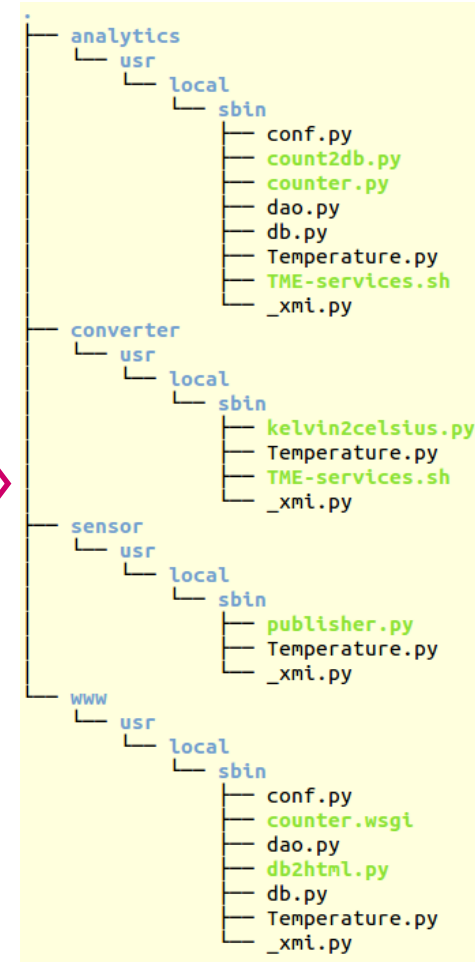 .
├── analytics
│   └── usr
│       └── local
│           └── sbin
│               ├── conf.py
│               ├── count2db.py
│               ├── counter.py
│               ├── dao.py
│               ├── db.py
│               ├── Temperature.py
│               ├── TME-services.sh
│               └── _xmi.py
├── converter
│   └── usr
│       └── local
│           └── sbin
│               ├── kelvin2celsius.py
│               ├── Temperature.py
│               ├── TME-services.sh
│               └── _xmi.py
├── sensor
│   └── usr
│       └── local
│           └── sbin
│               ├── publisher.py
│               ├── Temperature.py
│               └── _xmi.py
└── www
    └── usr
        └── local
            └── sbin
                ├── conf.py
                ├── counter.wsgi
                ├── dao.py
                ├── db2html.py
                ├── db.py
                ├── Temperature.py
                └── _xmi.py